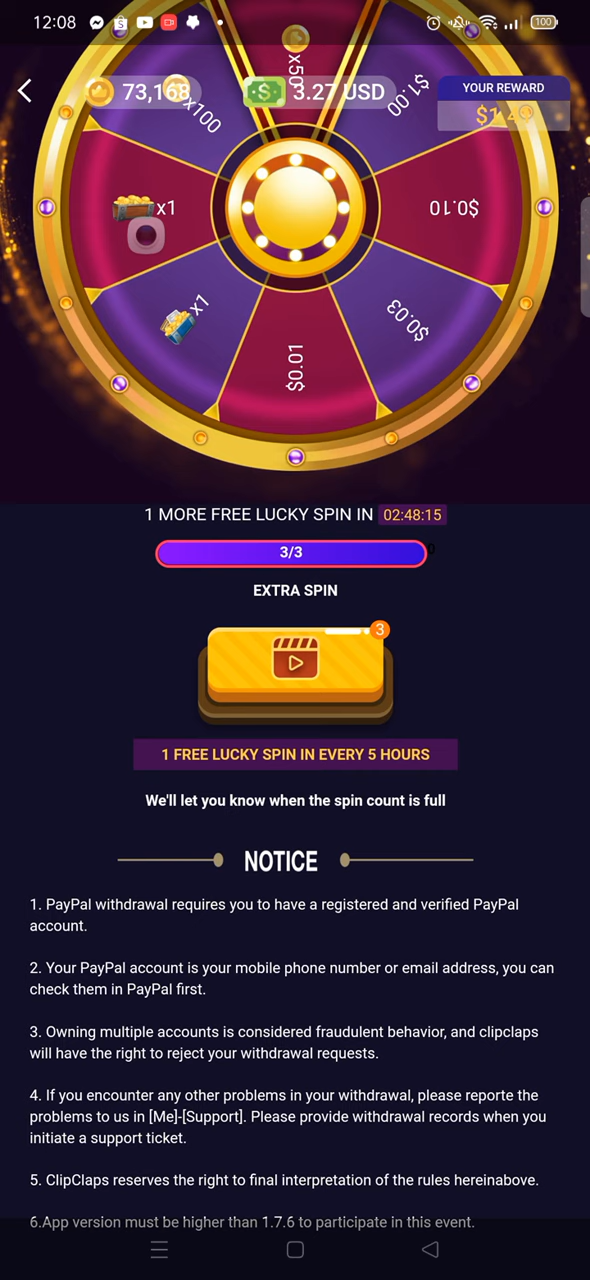 12:08
100
73,168
3.27 USD
YOUR REWARD
x50
x100
$1.00
x1
$0.10
x1
$0.03
$0.01
1 MORE FREE LUCKY SPIN IN 02:48:15
3/3
EXTRA SPIN
3
1 FREE LUCKY SPIN IN EVERY 5 HOURS
We'll let you know when the spin count is full
NOTICE
1. PayPal withdrawal requires you to have a registered and verified PayPal
account.
2. Your PayPal account is your mobile phone number or email address, you can
check them in PayPal first.
3. Owning multiple accounts is considered fraudulent behavior, and clipclaps
will have the right to reject your withdrawal requests.
4. If you encounter any other problems in your withdrawal, please reporte the
problems to us in [Me]-[Support]. Please provide withdrawal records when you
initiate a support ticket.
5. ClipClaps reserves the right to final interpretation of the rules hereinabove.
6.App version must be higher than 1.7.6 to participate in this event.